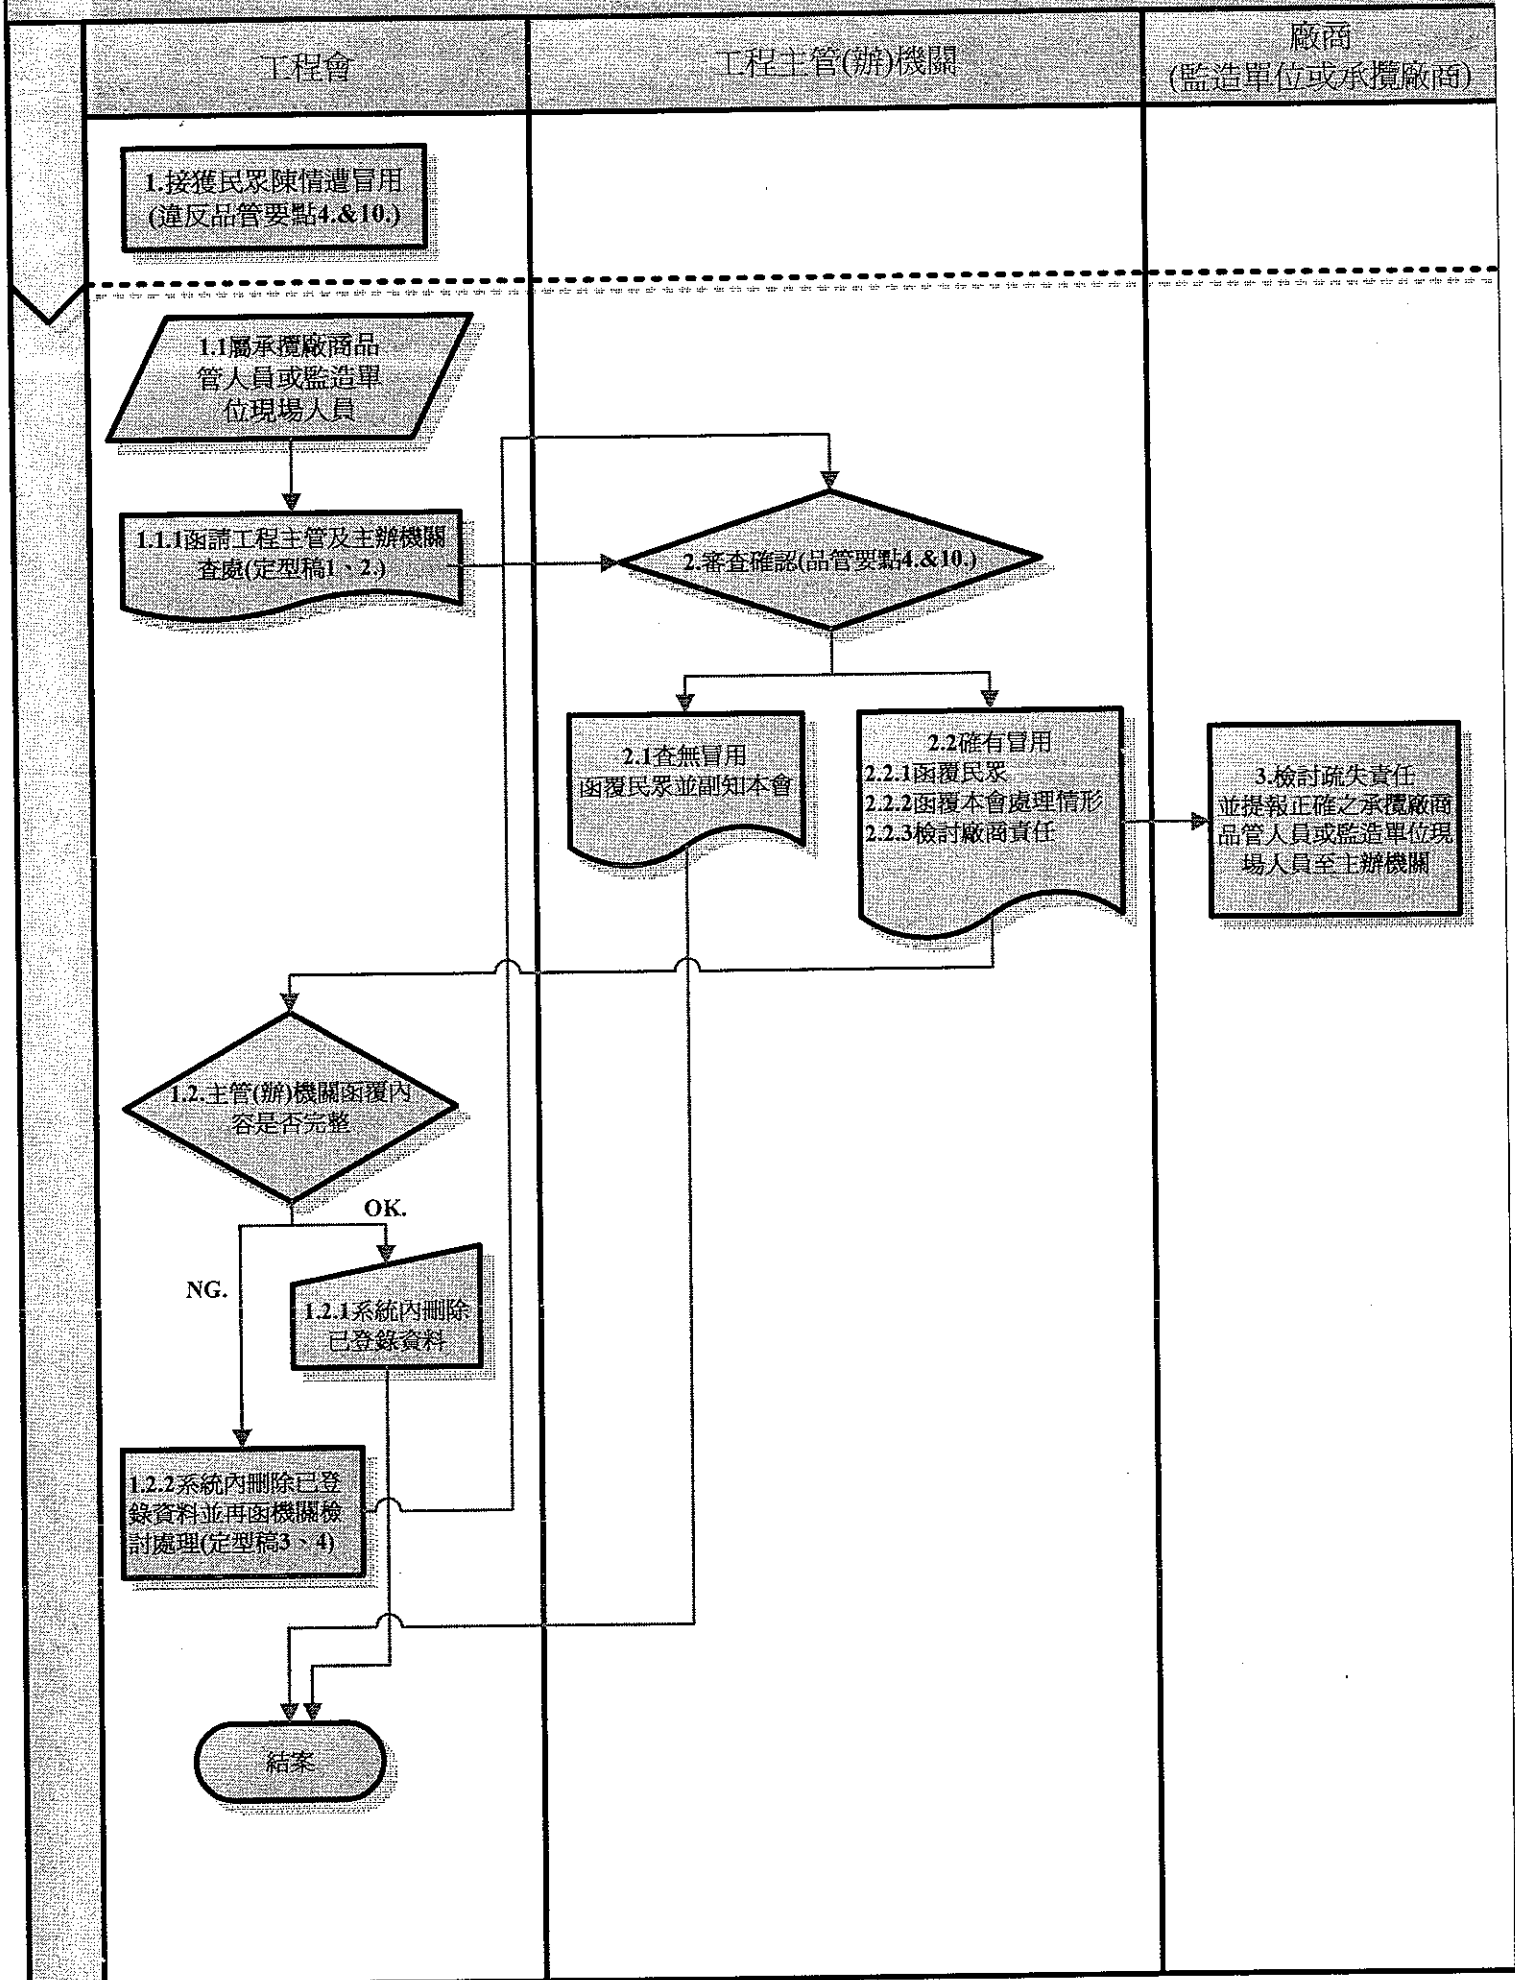 工程會
工程主管(辦)機關
廠商
(監造單位或承攬廠商)
1.接獲民眾陳情遭冒用
(違反品管要點4.&10.)
1.1屬承攬廠商品
管人員或監造單
位現場人員
1.1.1函請工程主管及主辦機關
查處(定型稿1、2.)
2.審查確認(品管要點4.&10.)
2.1查無冒用
函覆民眾並副知本會
2.2確有冒用
2.2.1函覆民眾
2.2.2函覆本會處理情形
2.2.3檢討廠商責任
3.檢討疏失責任
並提報正確之承攬廠商
品管人員或監造單位現
場人員至主辦機關
1.2.主管(辦)機關函覆內
容是否完整
OK.
NG.
1.2.1系統內刪除
已登錄資料
1.2.2系統內刪除已登
錄資料並再函機關檢
討處理(定型稿3、4)
結案